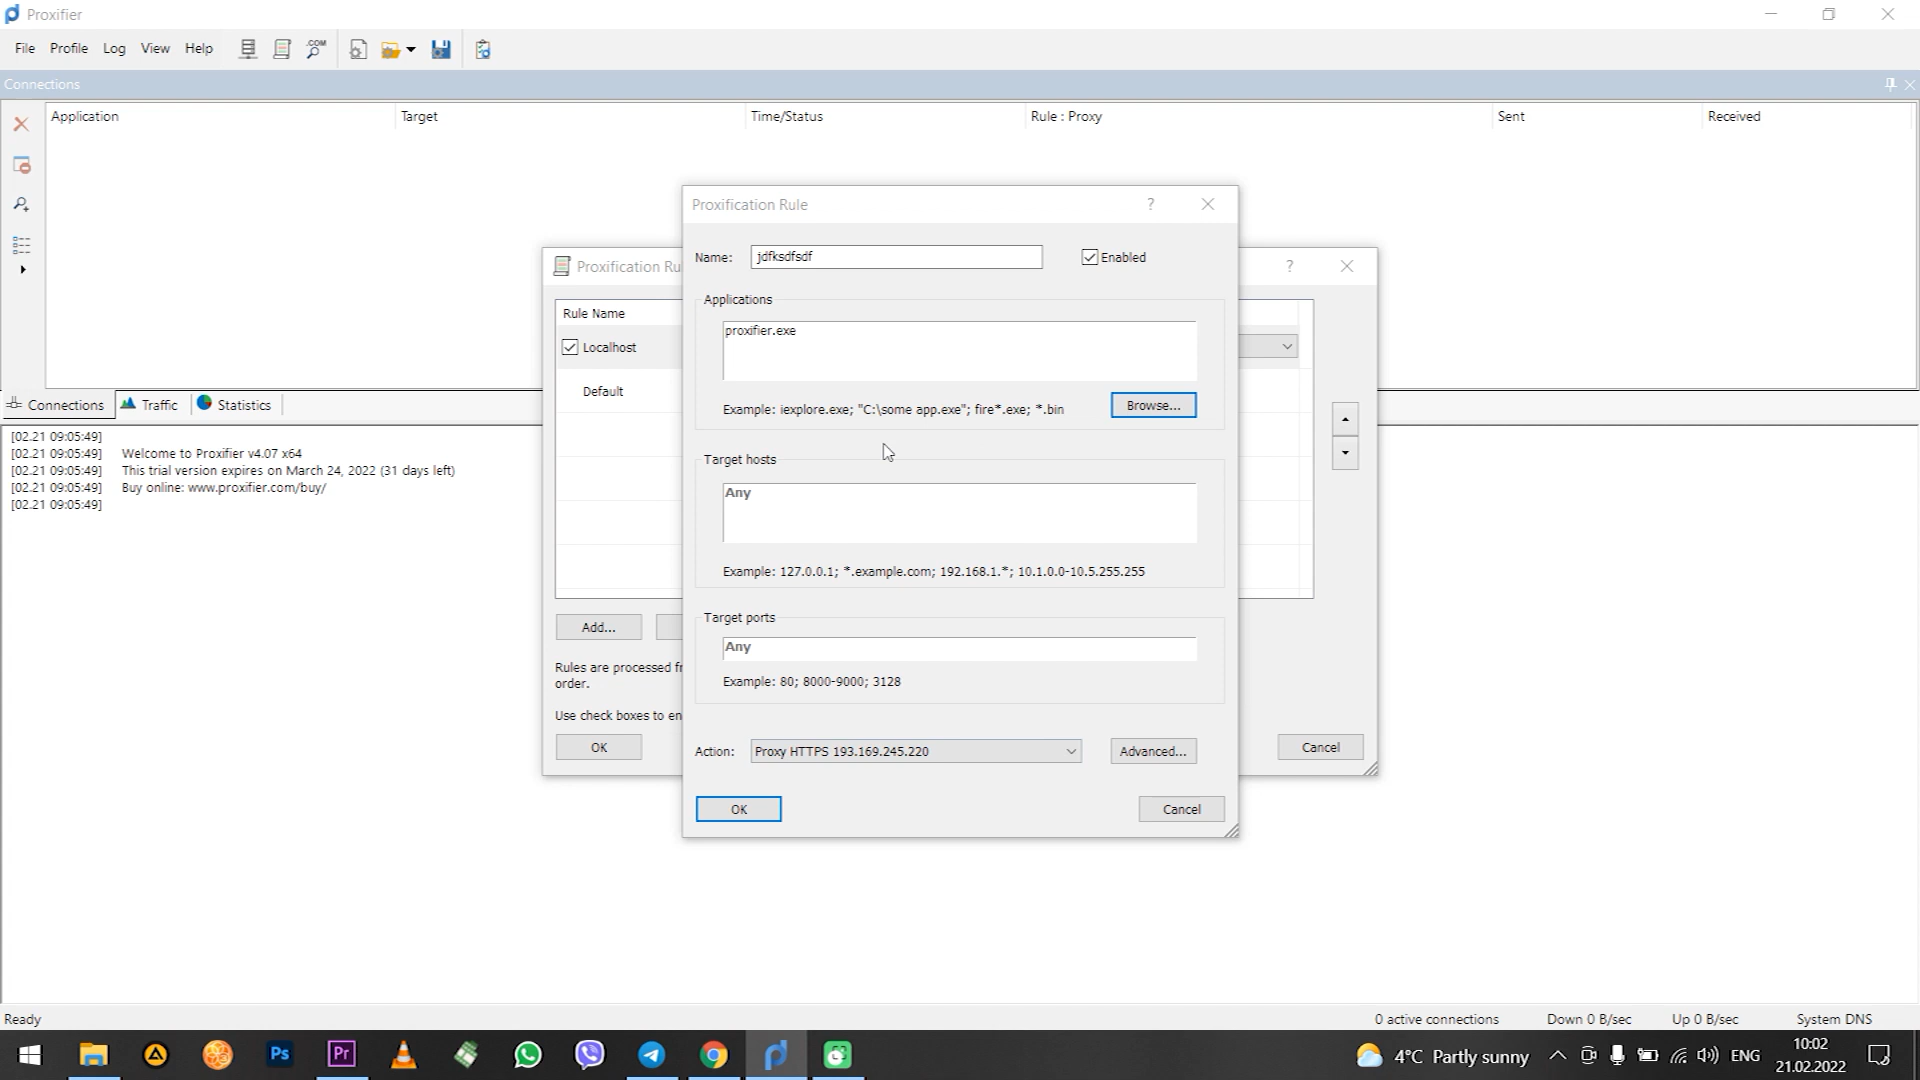 Proxifier
File Profile Log View Help
.COM
Connections
Application Target Time/Status Rule : Proxy Sent Received
Proxification Rule ?
Name: jdfksdfsdf Enabled
Proxification Ru ?
Applications
Rule Name
proxifier.exe
Localhost
Default
Example: iexplore.exe; "C:\some app.exe"; fire*.exe; *.bin Browse...
Connections Traffic Statistics
[02.21 09:05:49]
[02.21 09:05:49] Welcome to Proxifier v4.07 x64
[02.21 09:05:49] This trial version expires on March 24, 2022 (31 days left)
[02.21 09:05:49] Buy online: www.proxifier.com/buy/
[02.21 09:05:49]
Target hosts
Any
Example: 127.0.0.1; *.example.com; 192.168.1.*; 10.1.0.0-10.5.255.255
Target ports
Add...
Any
Rules are processed fr
order.
Example: 80; 8000-9000; 3128
Use check boxes to en
OK
Action: Proxy HTTPS 193.169.245.220 Advanced...
Cancel
OK Cancel
Ready 0 active connections Down 0 B/sec Up 0 B/sec System DNS
Ps Pr 4°C Partly sunny ENG
10:02
21.02.2022